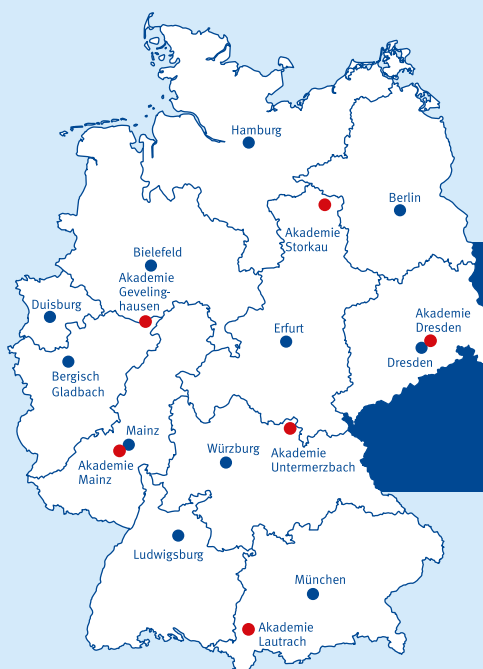 Hamburg
Berlin
Akademie
Storkau
Bielefeld
Akademie
Geveling-
hausen
Duisburg
Akademie
Dresden
Erfurt
Dresden
Bergisch
Gladbach
Mainz
Akademie
Mainz
Würzburg
Akademie
Untermerzbach
Ludwigsburg
München
Akademie
Lautrach